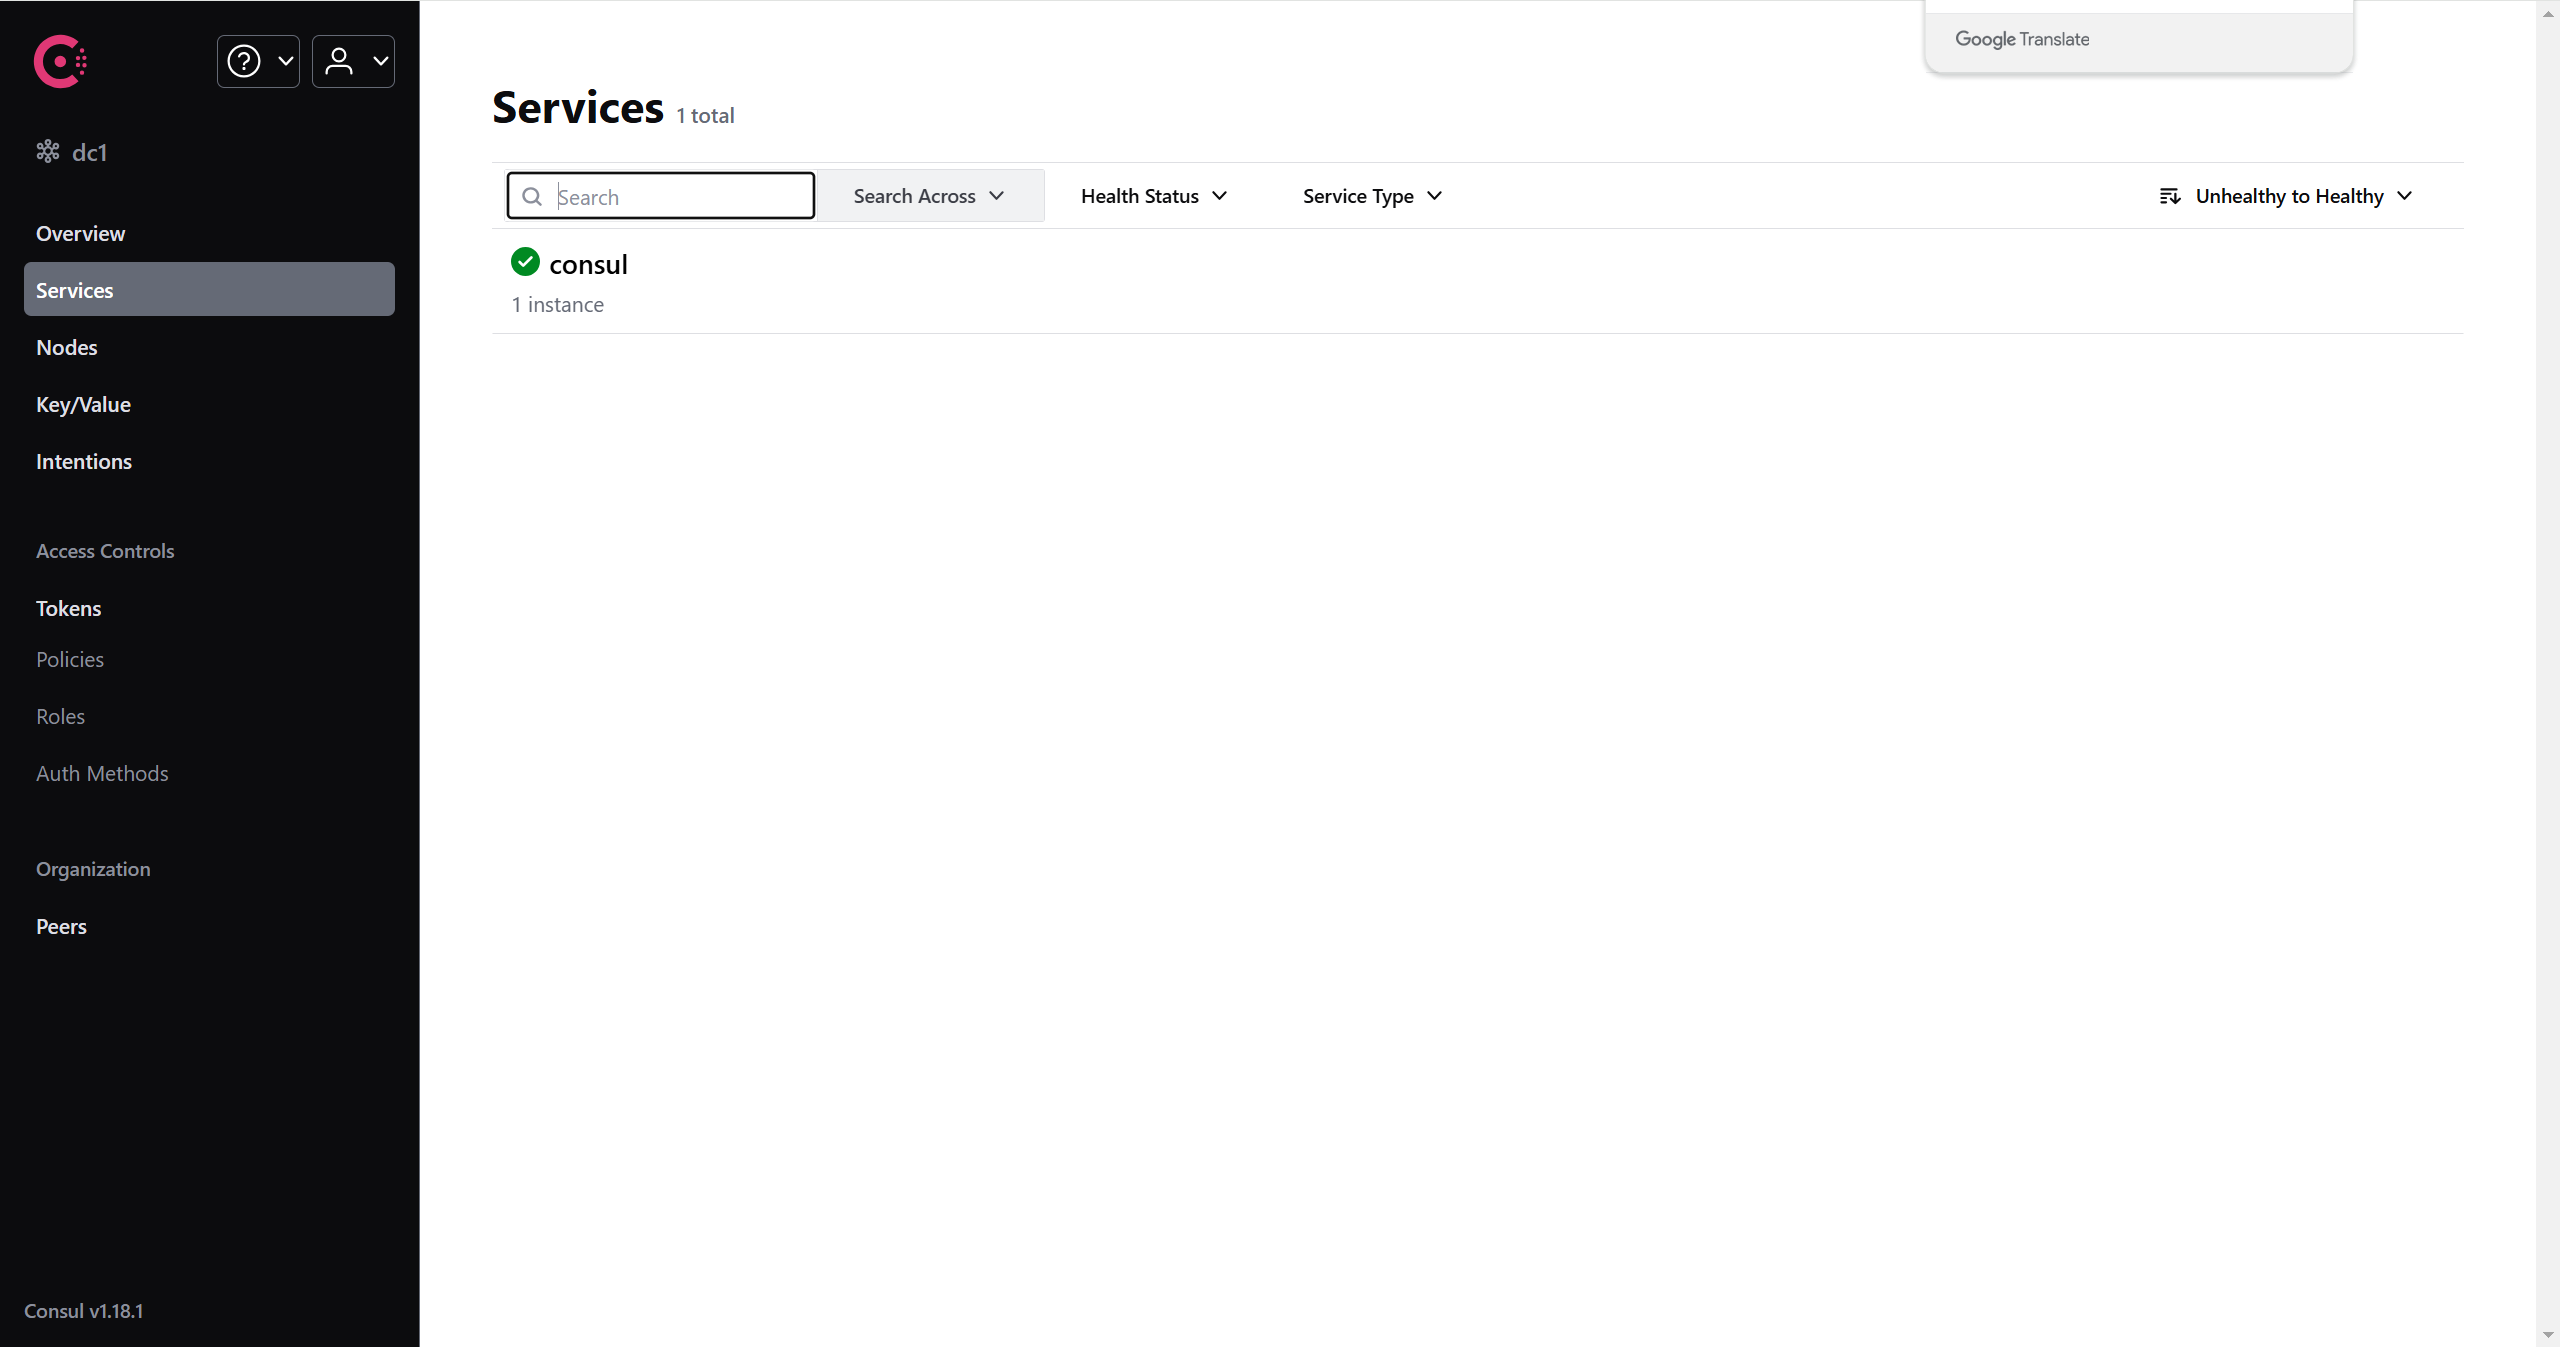 dc1
Overview
Services
Nodes
Key/Value
Intentions
Access Controls
Tokens
Policies
Roles
Auth Methods
Organization
Peers
Consul v1.18.1
Google Translate
Services 1 total
Search
Search Across
Health Status
Service Type
Unhealthy to Healthy
consul
1 instance